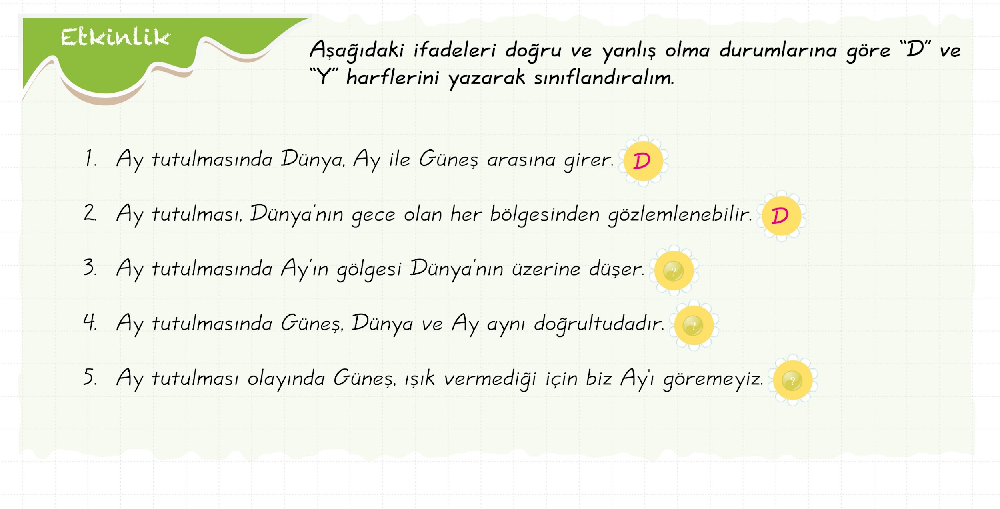 Etkinlik
Aşağıdaki ifadeleri doğru ve yanlış olma durumlarına göre “D” ve
“Y” harflerini yazarak sınıflandıralım.
1. Ay tutulmasında Dünya, Ay ile Güneş arasına girer. D
2. Ay tutulması, Dünya’nın gece olan her bölgesinden gözlemlenebilir. D
3. Ay tutulmasında Ay’ın gölgesi Dünya’nın üzerine düşer. ?
4. Ay tutulmasında Güneş, Dünya ve Ay aynı doğrultudadır. ?
5. Ay tutulması olayında Güneş, ışık vermediği için biz Ay'ı göremeyiz. ?